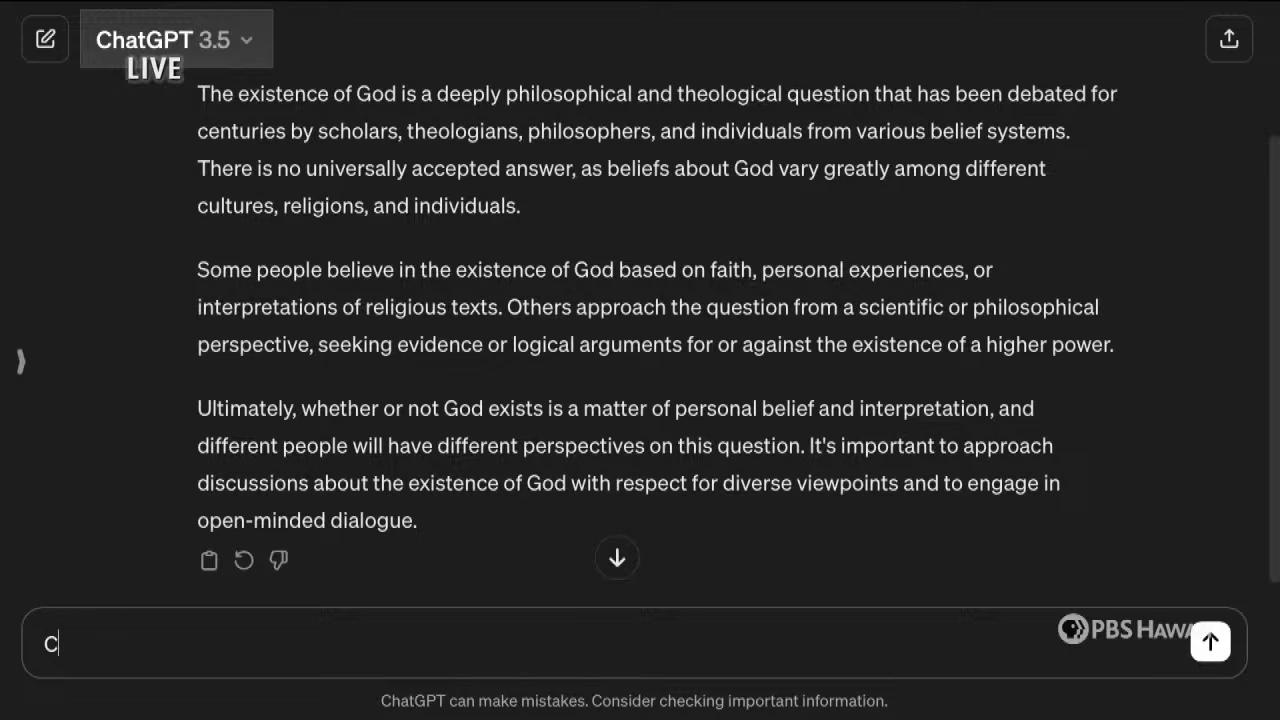 ChatGPT 3.5
LIVE
The existence of God is a deeply philosophical and theological question that has been debated for
centuries by scholars, theologians, philosophers, and individuals from various belief systems.
There is no universally accepted answer, as beliefs about God vary greatly among different
cultures, religions, and individuals.
Some people believe in the existence of God based on faith, personal experiences, or
interpretations of religious texts. Others approach the question from a scientific or philosophical
perspective, seeking evidence or logical arguments for or against the existence of a higher power.
Ultimately, whether or not God exists is a matter of personal belief and interpretation, and
different people will have different perspectives on this question. It's important to approach
discussions about the existence of God with respect for diverse viewpoints and to engage in
open-minded dialogue.
C
PBS
ChatGPT can make mistakes. Consider checking important information.